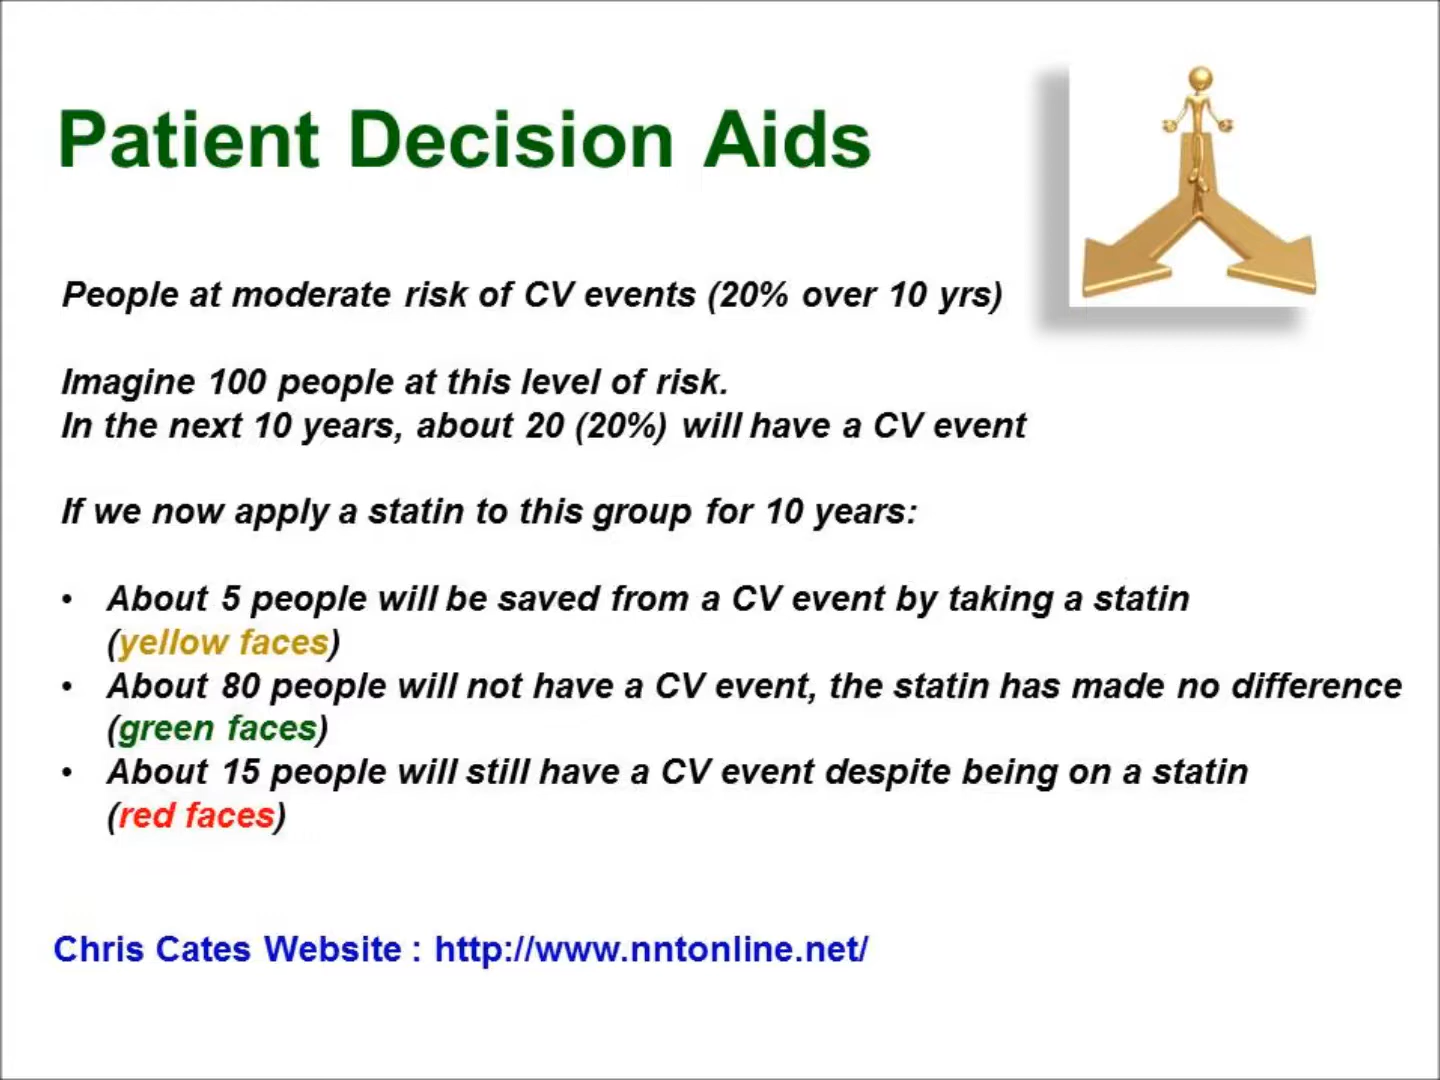 Patient Decision Aids
People at moderate risk of CV events (20% over 10 yrs)
Imagine 100 people at this level of risk.
In the next 10 years, about 20 (20%) will have a CV event
If we now apply a statin to this group for 10 years:
• About 5 people will be saved from a CV event by taking a statin
(yellow faces)
• About 80 people will not have a CV event, the statin has made no difference
(green faces)
• About 15 people will still have a CV event despite being on a statin
(red faces)
Chris Cates Website : http://www.nntonline.net/